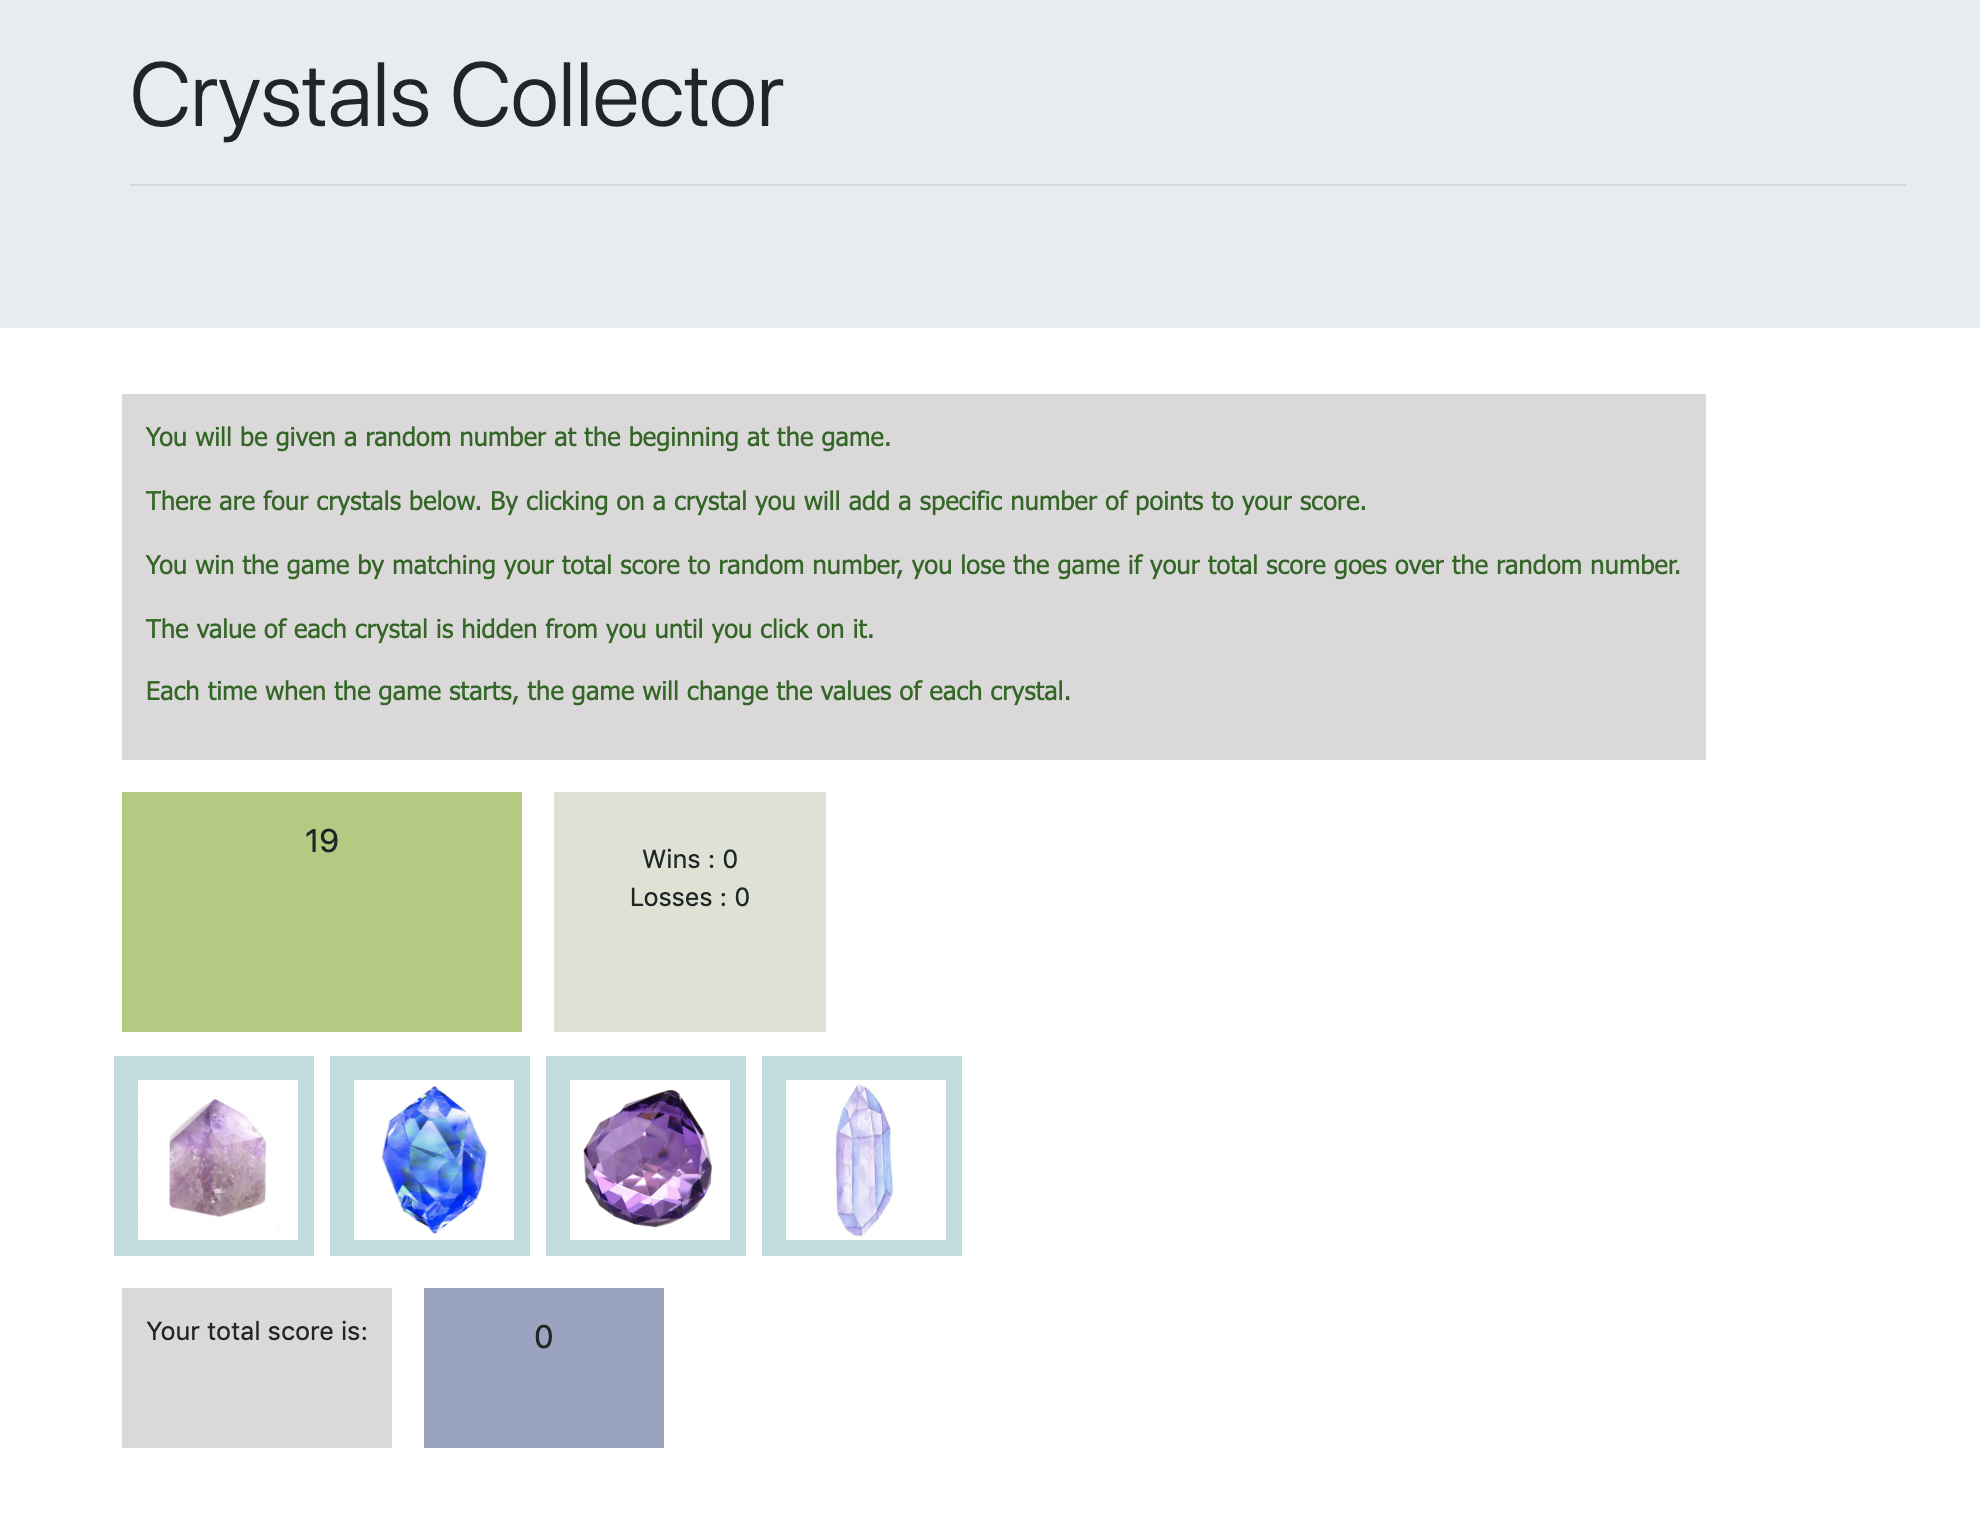 Crystals Collector
You will be given a random number at the beginning at the game.
There are four crystals below. By clicking on a crystal you will add a specific number of points to your score.
You win the game by matching your total score to random number, you lose the game if your total score goes over the random number.
The value of each crystal is hidden from you until you click on it.
Each time when the game starts, the game will change the values of each crystal.
19
Wins : 0
Losses : 0
Your total score is:
0